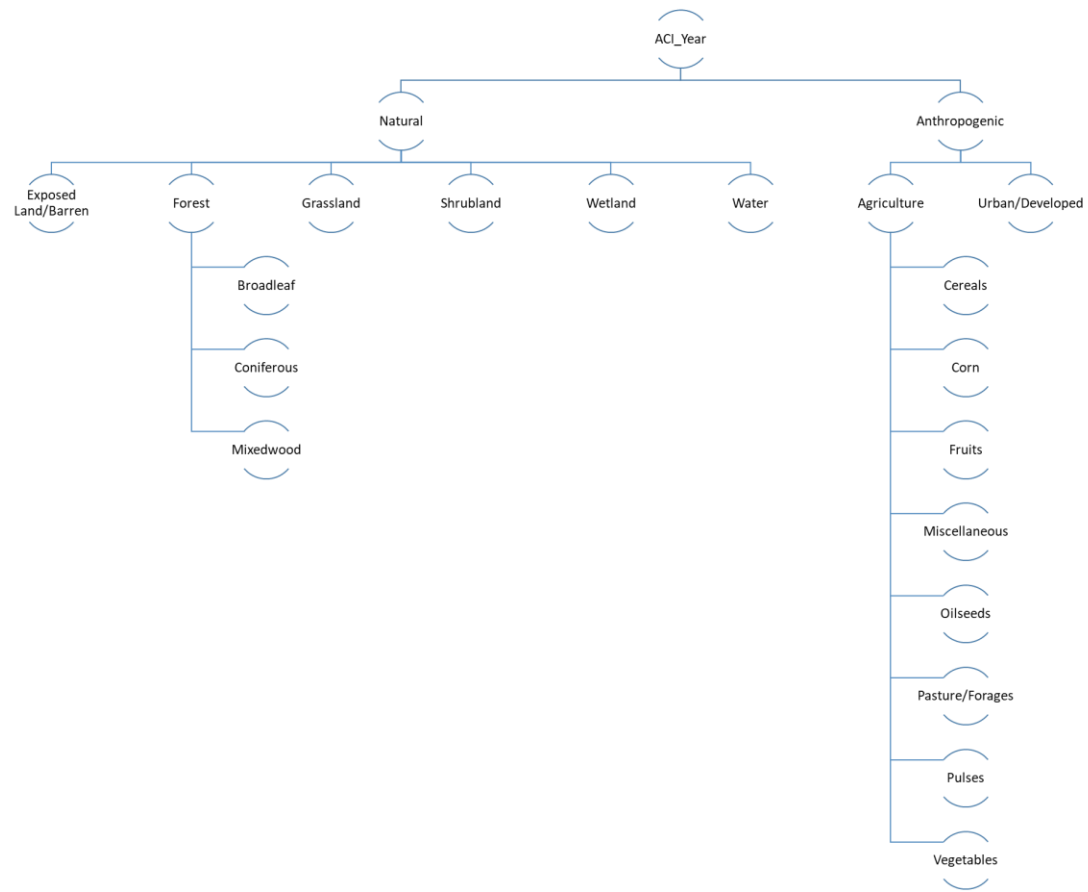 ACI_Year
Natural
Anthropogenic
Exposed
Land/Barren
Forest
Grassland
Shrubland
Wetland
Water
Agriculture
Urban/Developed
Broadleaf
Cereals
Coniferous
Corn
Mixedwood
Fruits
Miscellaneous
Oilseeds
Pasture/Forages
Pulses
Vegetables